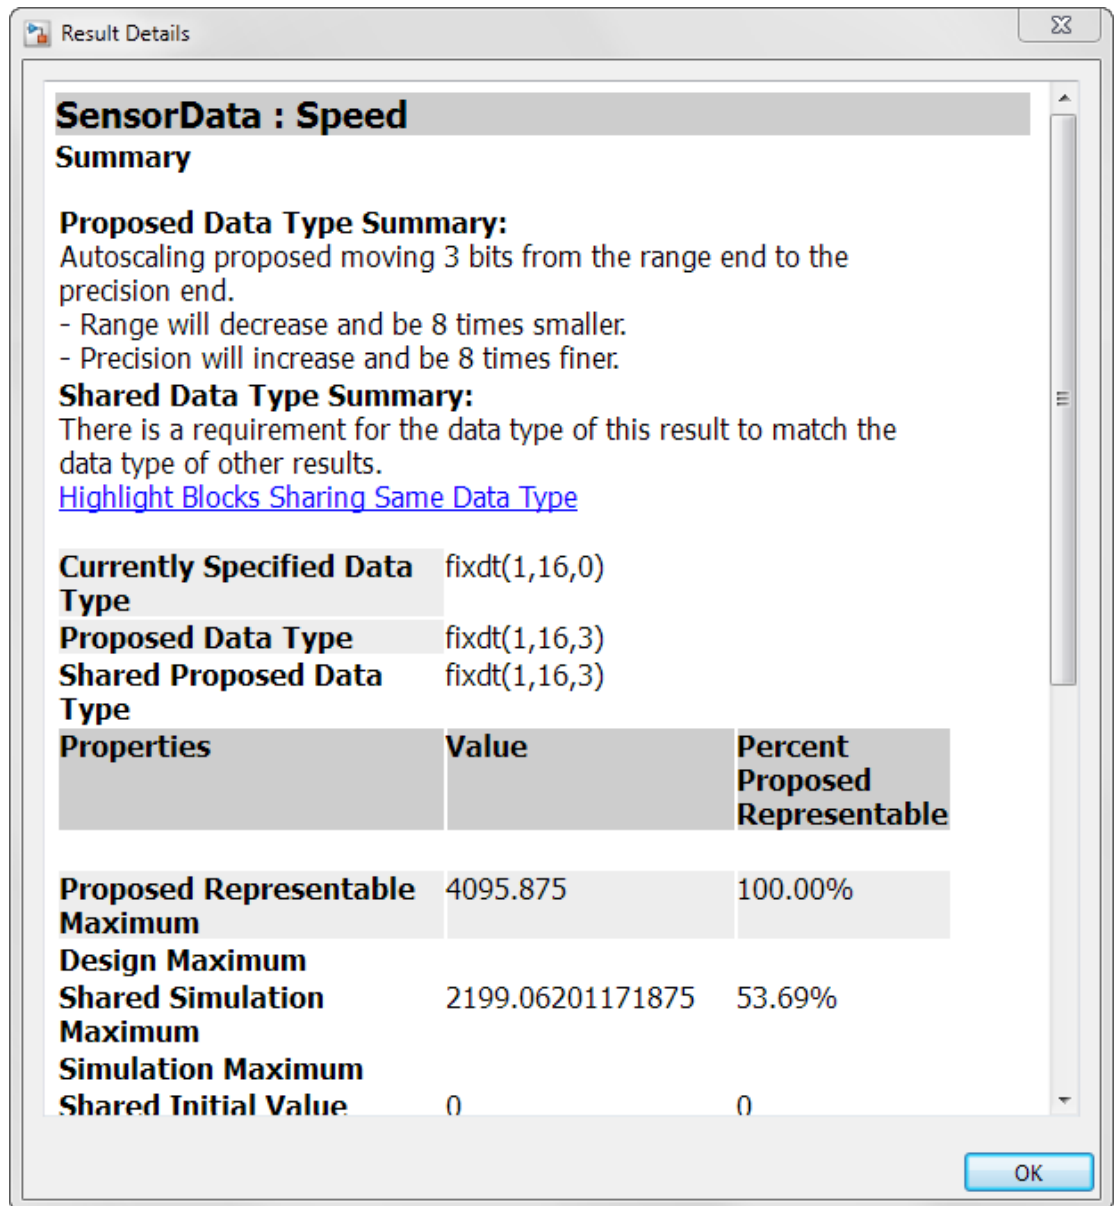 Result Details
SensorData : Speed
Summary
Proposed Data Type Summary:
Autoscaling proposed moving 3 bits from the range end to the
precision end.
- Range will decrease and be 8 times smaller.
- Precision will increase and be 8 times finer.
Shared Data Type Summary:
There is a requirement for the data type of this result to match the
data type of other results.
Highlight Blocks Sharing Same Data Type
Currently Specified Data fixdt(1,16,0)
Type
Proposed Data Type fixdt(1,16,3)
Shared Proposed Data fixdt(1,16,3)
Type
Properties Value Percent
Proposed
Representable
Proposed Representable 4095.875 100.00%
Maximum
Design Maximum
Shared Simulation 2199.06201171875 53.69%
Maximum
Simulation Maximum
Shared Initial Value 0 0
OK